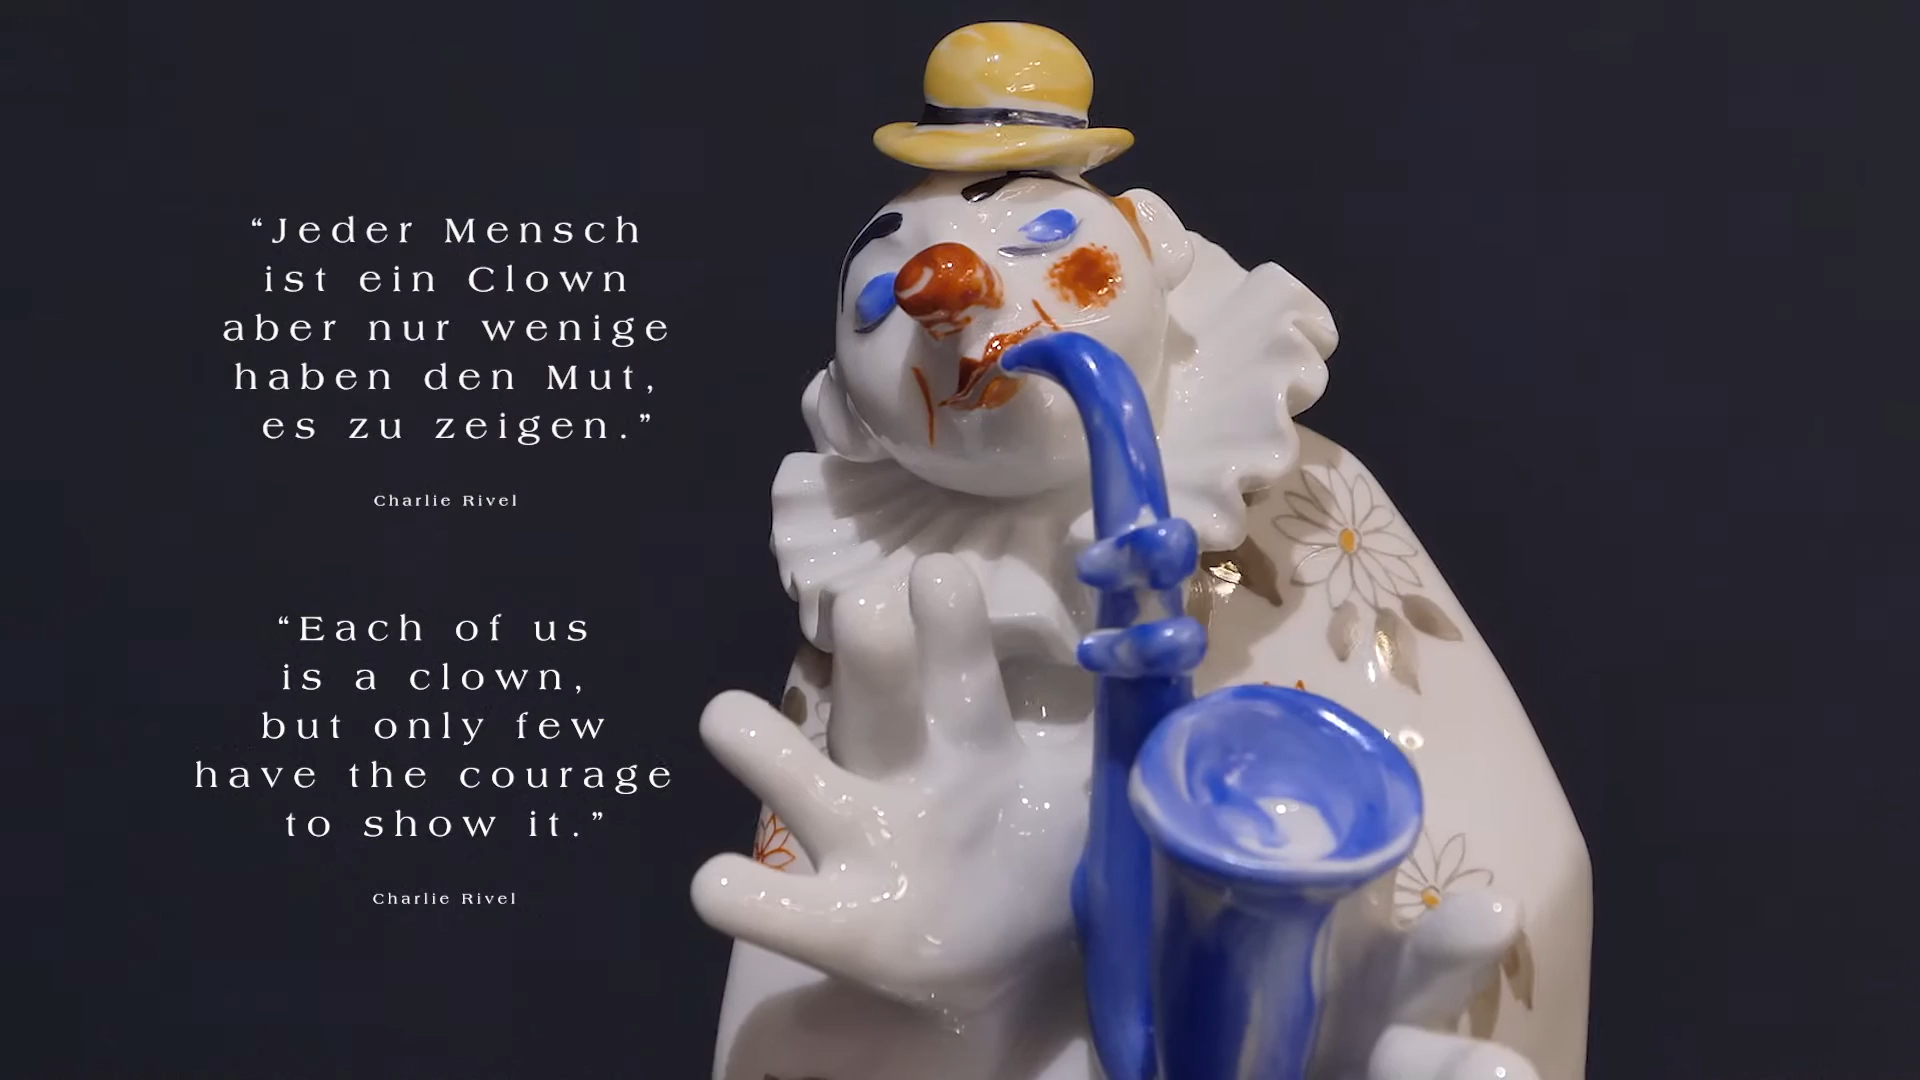 “Jeder Mensch
ist ein Clown
aber nur wenige
haben den Mut,
es zu zeigen.”
Charlie Rivel
“Each of us
is a clown,
but only few
have the courage
to show it.”
Charlie Rivel